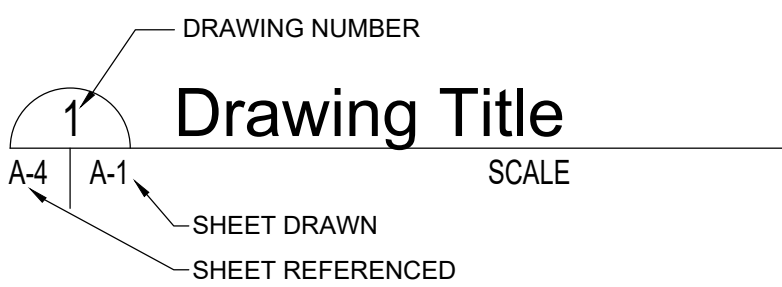 DRAWING NUMBER
1 Drawing Title
A-4 A-1 SCALE
SHEET DRAWN
SHEET REFERENCED